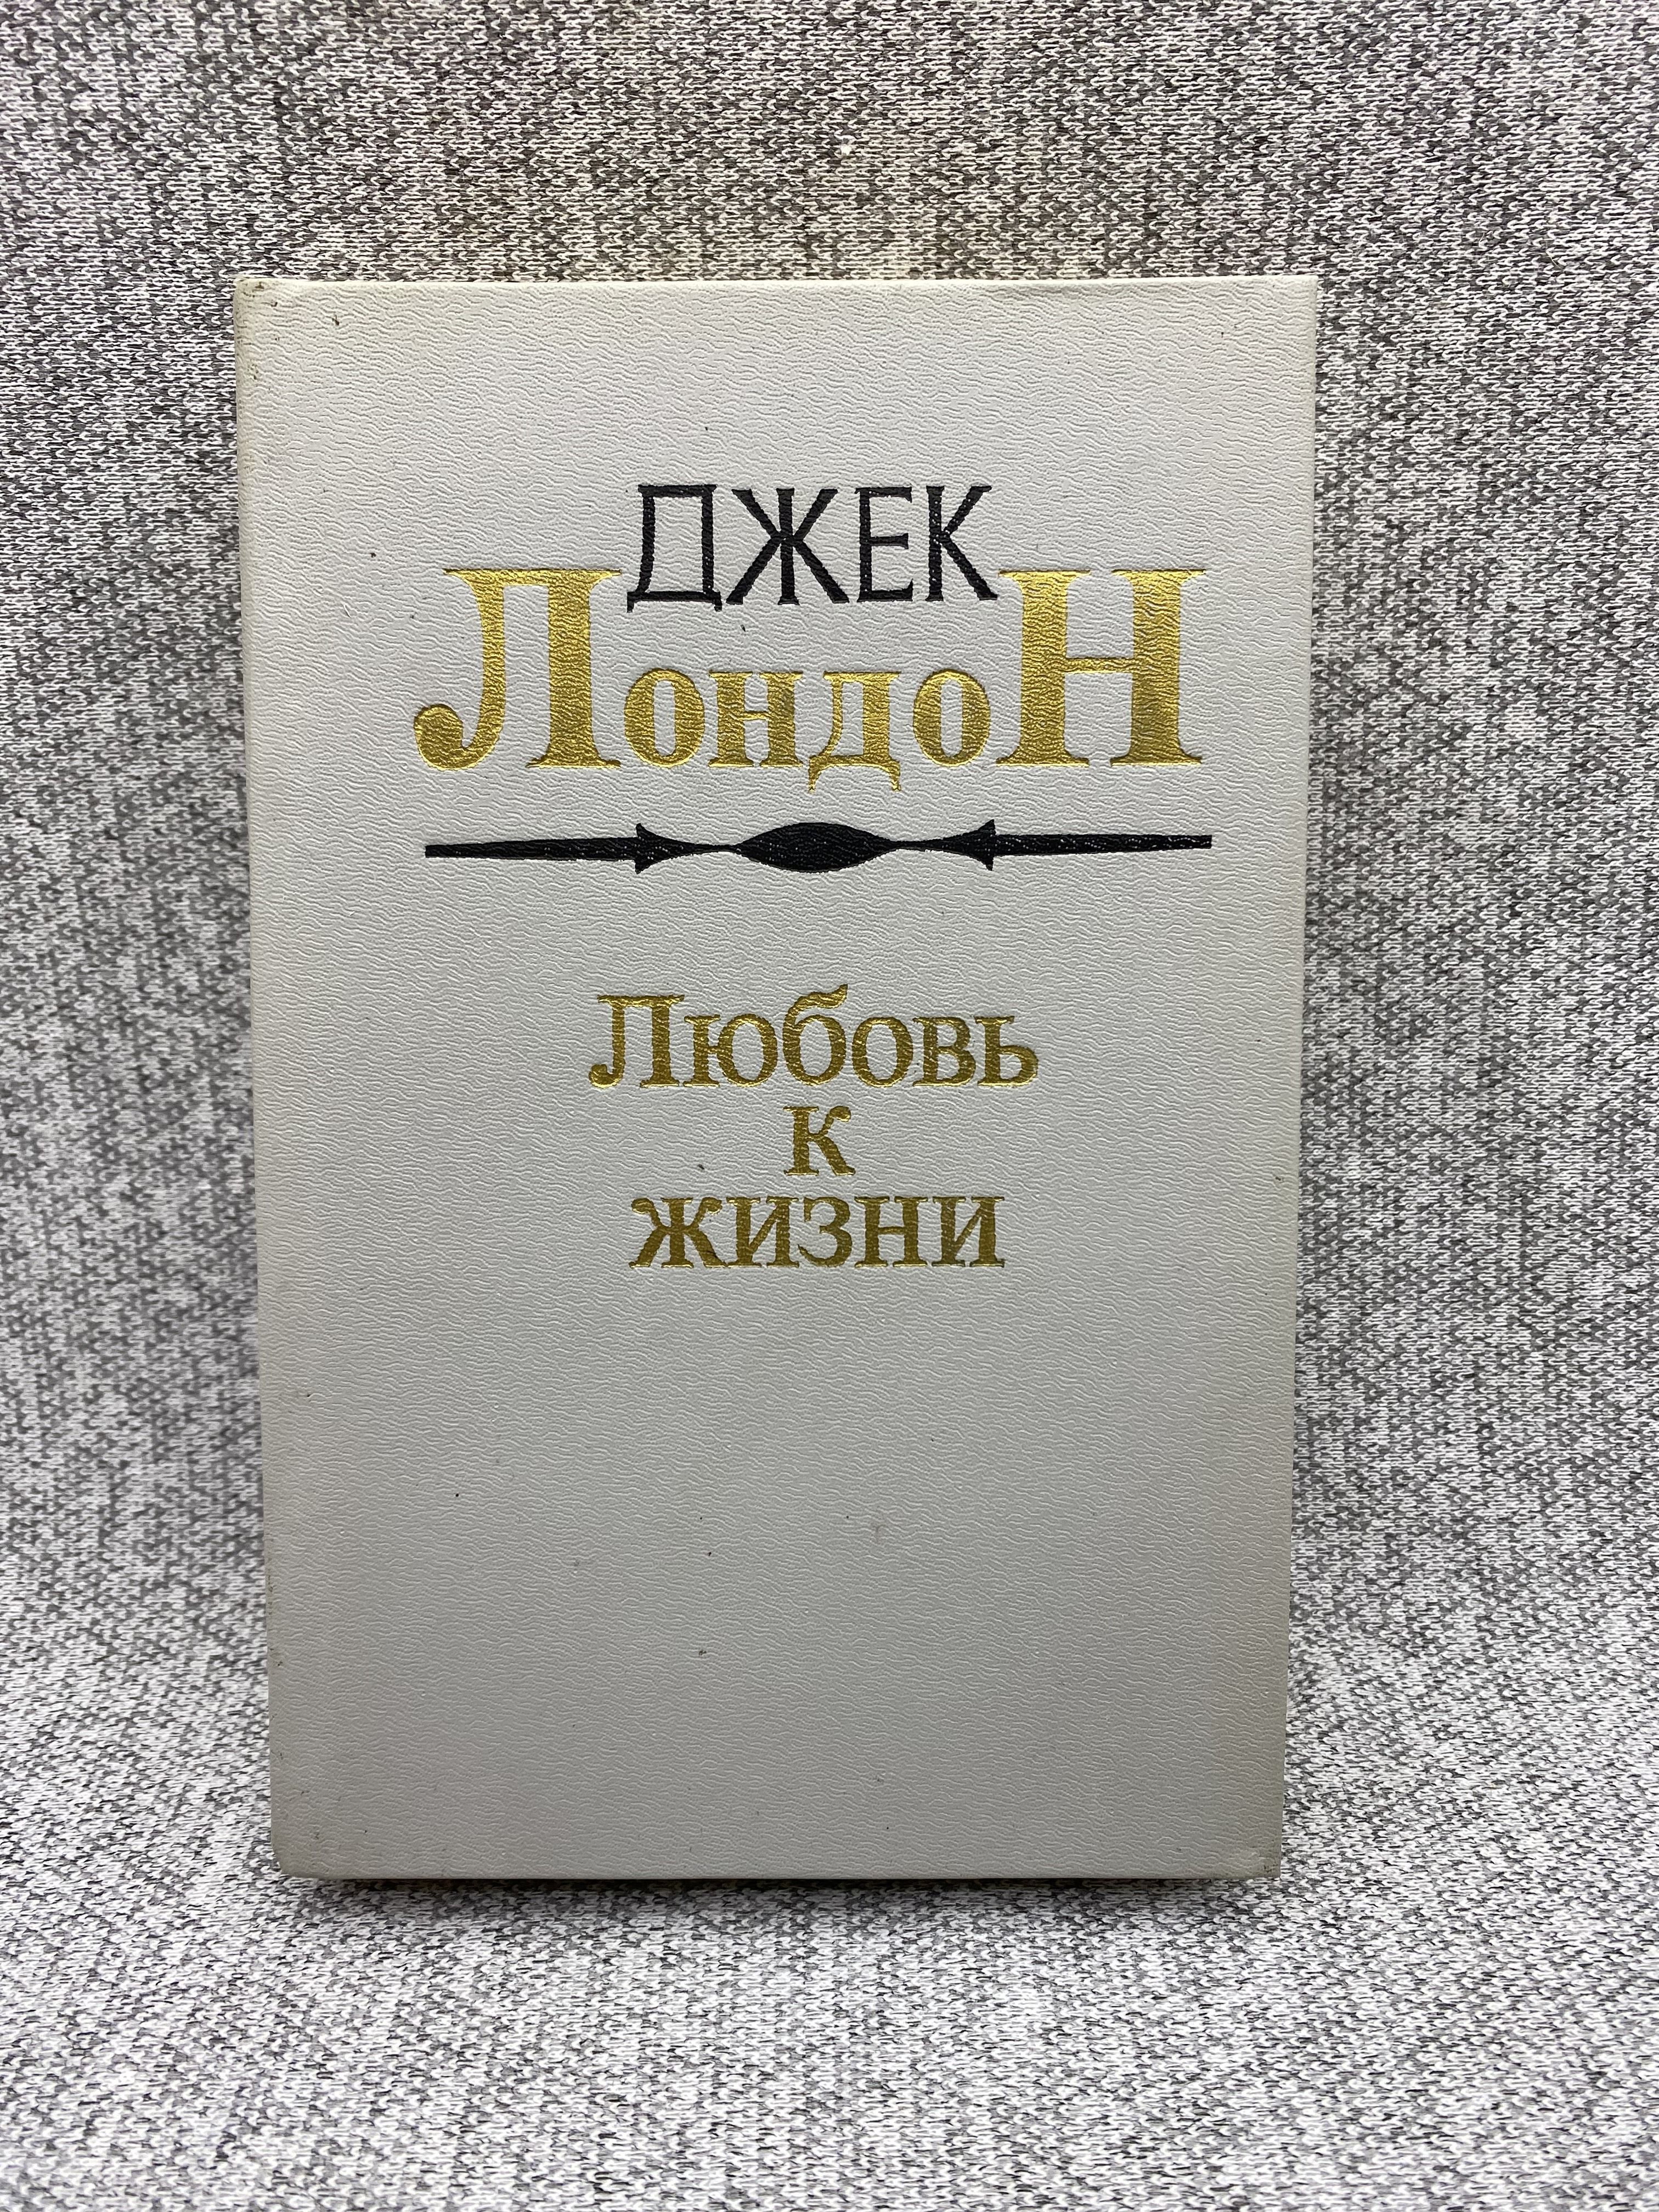 ДЖЕК
ЛондоН
Любовь
к
жизни